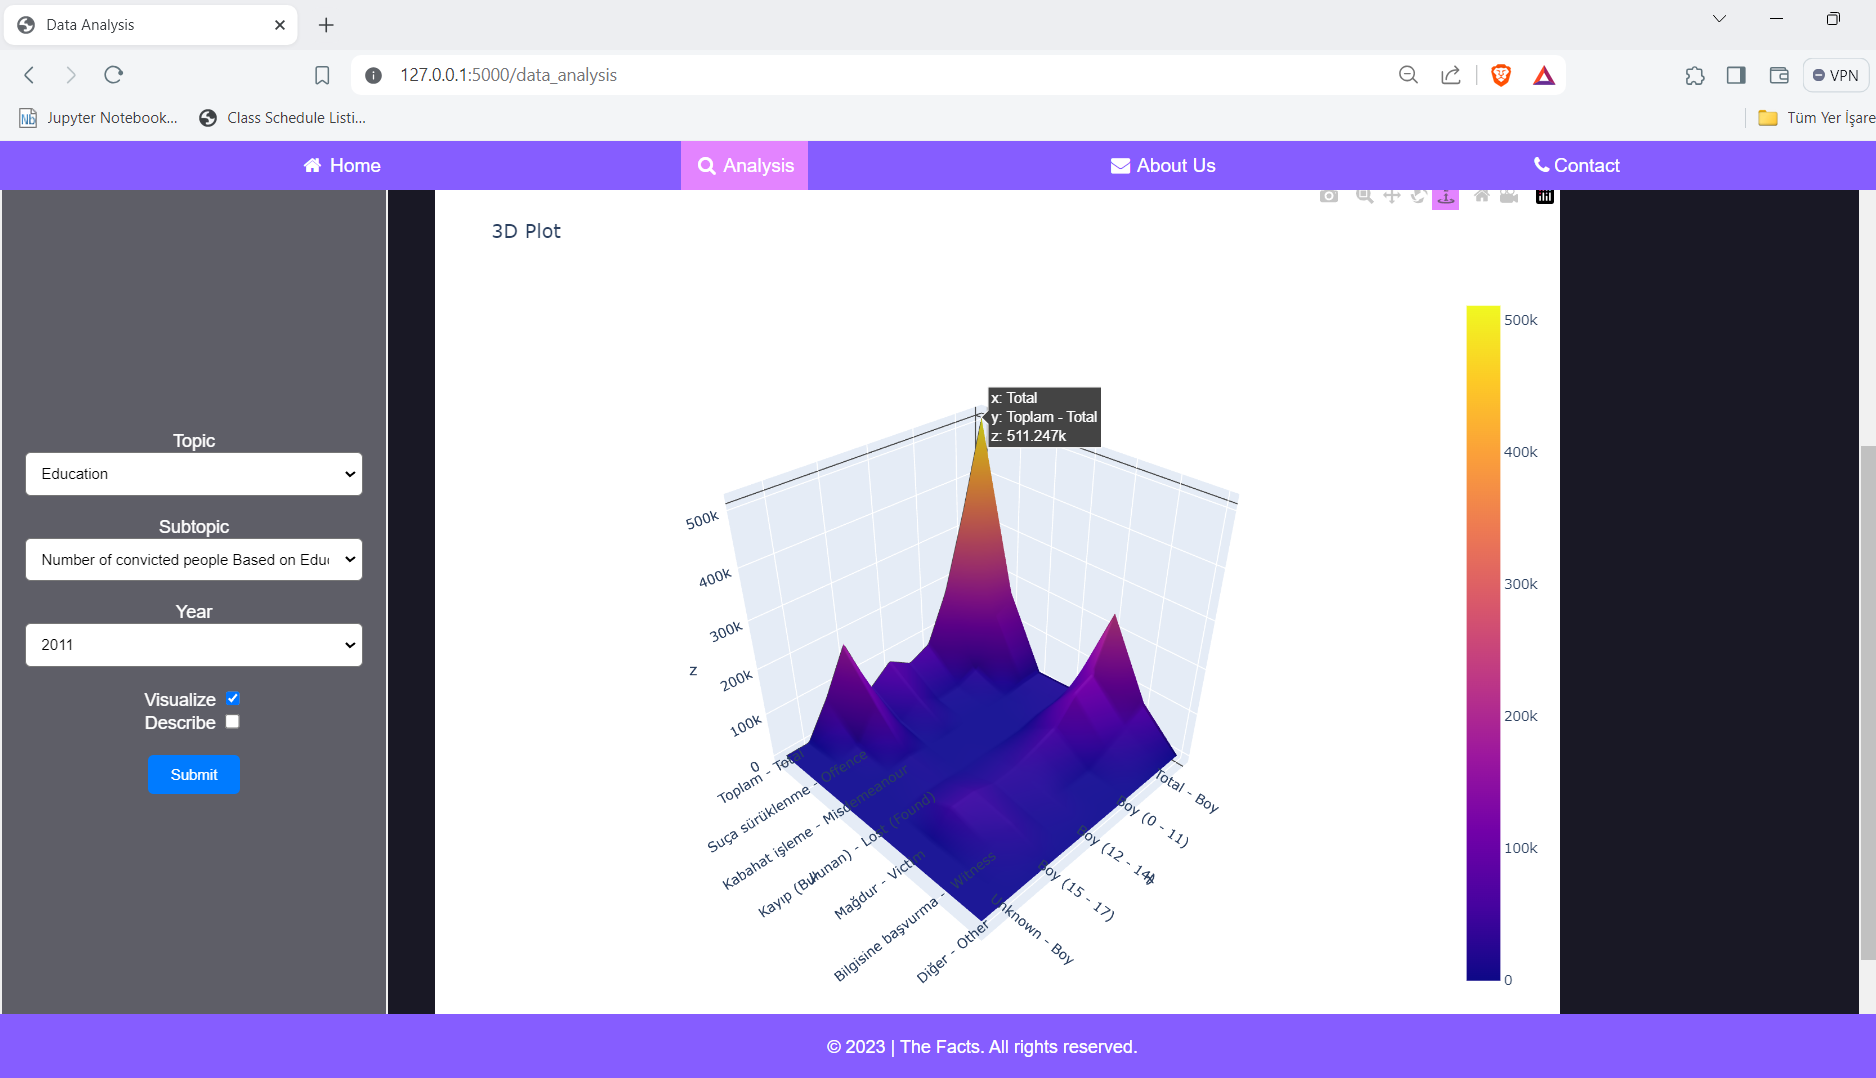 Data Analysis
127.0.0.1:5000/data_analysis
VPN
Jupyter Notebook...
Class Schedule Listi...
Tüm Yer İşare
Home
Analysis
About Us
Contact
3D Plot
Topic
Education
Subtopic
Number of convicted people Based on Educ
Year
2011
Visualize
Describe
Submit
x: Total
y: Toplam - Total
z: 511.247k
500k
400k
300k
200k
100k
0
z
Toplam - Total
Suça sürüklenme - Offence
Kabahat işleme - Misdemeanour
Kayıp (Bulunan) - Lost (Found)
Mağdur - Victim
Bilgisine başvurma - Witness
Diğer - Other
Total - Boy
Boy (0 - 11)
Boy (12 - 14)
Boy (15 - 17)
Unknown - Boy
500k
400k
300k
200k
100k
0
© 2023 | The Facts. All rights reserved.